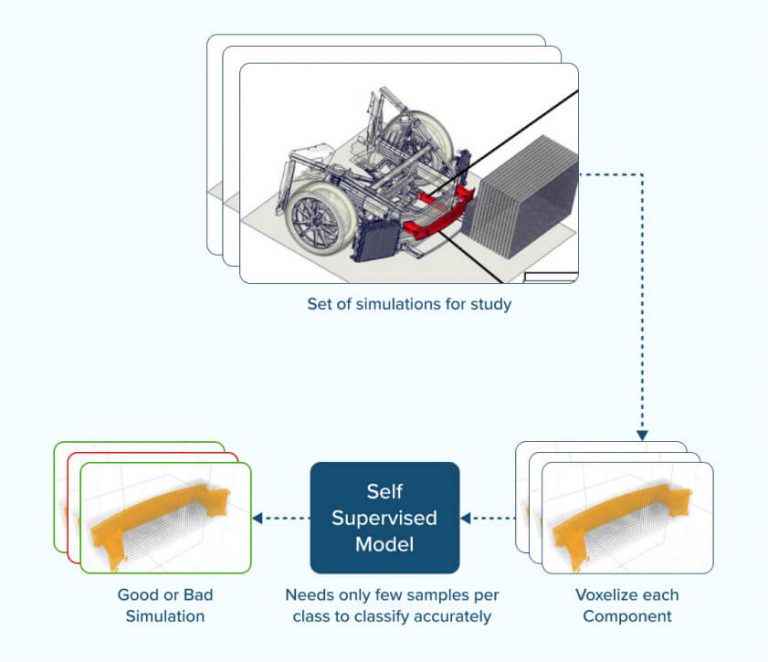 Set of simulations for study
Self
Supervised
Model
Good or Bad
Simulation
Needs only few samples per
class to classify accurately
Voxelize each
Component